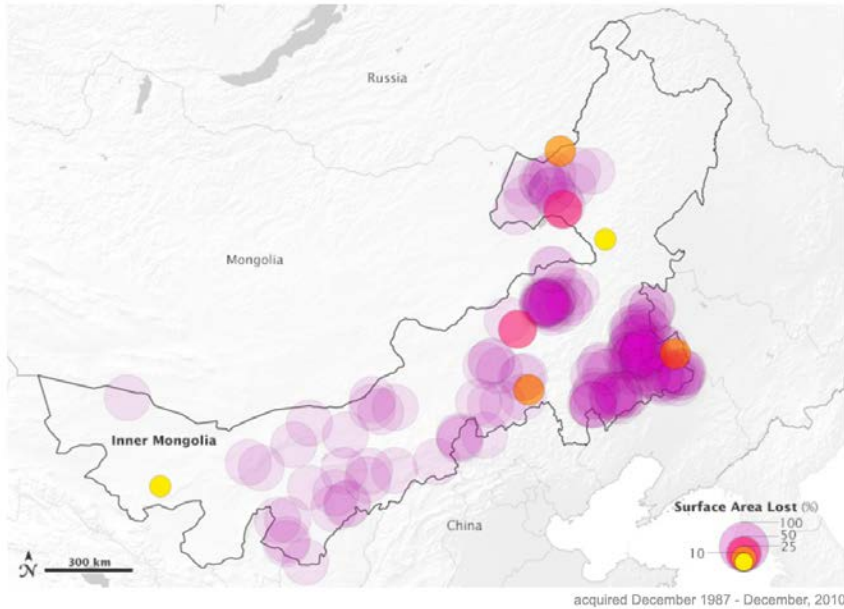 Russia
Mongolia
Inner Mongolia
China
Surface Area Lost (%)
100
50
25
10
N
300 km
acquired December 1987 - December, 2010